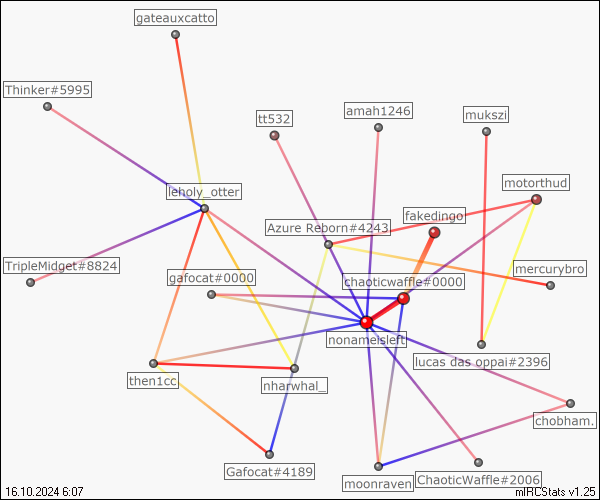 gateauxcatto
Thinker#5995
amah1246
tt532
mukszi
motorthud
leholy_otter
fakedingo
Azure Reborn#4243
TripleMidget#8824
mercurybro
gafocat#0000
chaoticwaffle#0000
nonamesleft
lucas das oppai#2396
then1cc
nharwhal_
chobham.
Gafocat#4189
moonraven
ChaoticWaffle#2006
16.10.2024 6:07
mIRCStats v1.25